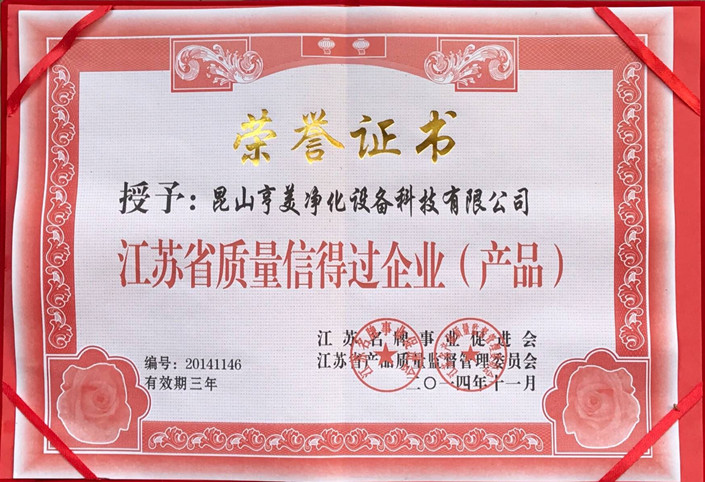 荣誉证书
授予：昆山亨美净化设备科技有限公司
江苏省质量信得过企业（产品）
江苏名牌事业促进会
编号：20141146
江苏省产品质量监督管理委员会
有效期三年
二〇一四年十一月